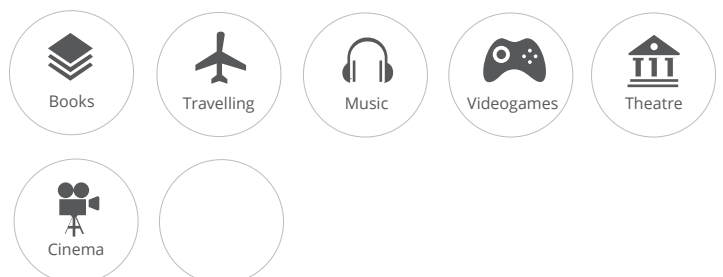 Books
Travelling
Music
Videogames
Theatre
Cinema